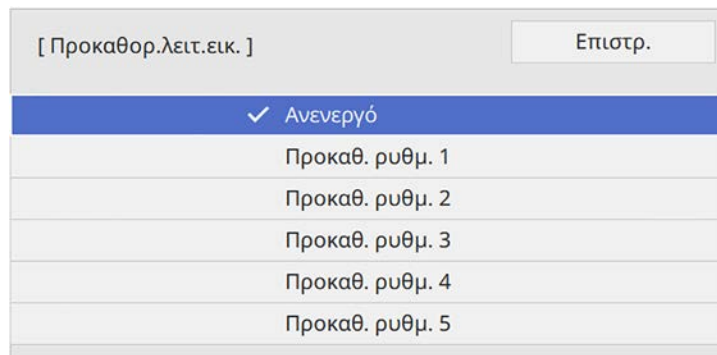 [ Προκαθορ.λειτ.εικ. ]
Επιστρ.
Ανενεργό
Προκαθ. ρυθμ. 1
Προκαθ. ρυθμ. 2
Προκαθ. ρυθμ. 3
Προκαθ. ρυθμ. 4
Προκαθ. ρυθμ. 5